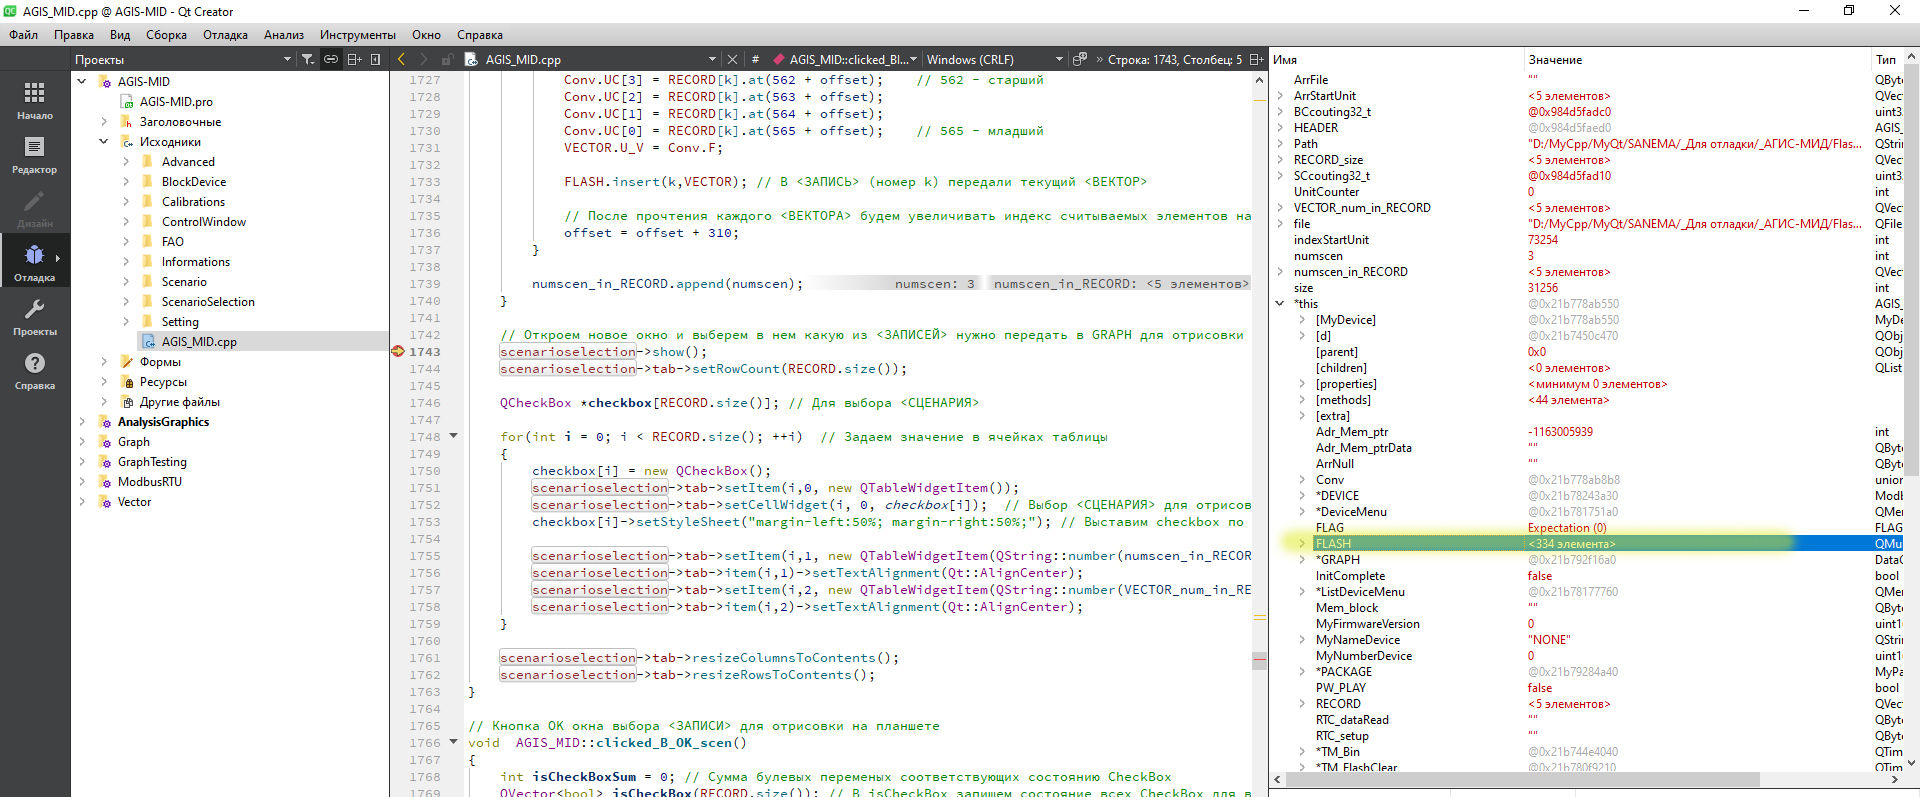 AGIS_MID.cpp @ AGIS-MID - Qt Creator
Файл Правка Вид Сборка Отладка Анализ Инструменты Окно Справка
Проекты
AGIS_MID.cpp
# AGIS_MID::clicked_Bl... Windows (CRLF) » Строка: 1743, Столбец: 5
Начало
Редактор
Дизайн
Отладка
Проекты
Справка
AGIS-MID
AGIS-MID.pro
Заголовочные
Исходники
Advanced
BlockDevice
Calibrations
ControlWindow
FAO
Informations
Scenario
ScenarioSelection
Setting
AGIS_MID.cpp
Формы
Ресурсы
Другие файлы
AnalysisGraphics
Graph
GraphTesting
ModbusRTU
Vector
1727 Conv.UC[3] = RECORD[k].at(562 + offset); // 562 - старший
1728 Conv.UC[2] = RECORD[k].at(563 + offset);
1729 Conv.UC[1] = RECORD[k].at(564 + offset);
1730 Conv.UC[0] = RECORD[k].at(565 + offset); // 565 - младший
1731 VECTOR.U_V = Conv.F;
1732
1733 FLASH.insert(k,VECTOR); // В <ЗАПИСЬ> (номер k) передали текущий <ВЕКТОР>
1734
1735 // После прочтения каждого <ВЕКТОРА> будем увеличивать индекс считываемых элементов на
1736 offset = offset + 310;
1737 }
1738
1739 numscen_in_RECORD.append(numscen); numscen: 3 numscen_in_RECORD: <5 элементов>
1740 }
1741
1742 // Откроем новое окно и выберем в нем какую из <ЗАПИСЕЙ> нужно передать в GRAPH для отрисовки
1743 scenarioselection->show();
1744 scenarioselection->tab->setRowCount(RECORD.size());
1745
1746 QCheckBox *checkbox[RECORD.size()]; // Для выбора <СЦЕНАРИЯ>
1747
1748 for(int i = 0; i < RECORD.size(); ++i) // Задаем значение в ячейках таблицы
1749 {
1750 checkbox[i] = new QCheckBox();
1751 scenarioselection->tab->setItem(i,0, new QTableWidgetItem());
1752 scenarioselection->tab->setCellWidget(i, 0, checkbox[i]); // Выбор <СЦЕНАРИЯ> для отрисов
1753 checkbox[i]->setStyleSheet("margin-left:50%; margin-right:50%;"); // Выставим checkbox по
1754
1755 scenarioselection->tab->setItem(i,1, new QTableWidgetItem(QString::number(numscen_in_RECOR
1756 scenarioselection->tab->item(i,1)->setTextAlignment(Qt::AlignCenter);
1757 scenarioselection->tab->setItem(i,2, new QTableWidgetItem(QString::number(VECTOR_num_in_RE
1758 scenarioselection->tab->item(i,2)->setTextAlignment(Qt::AlignCenter);
1759 }
1760
1761 scenarioselection->tab->resizeColumnsToContents();
1762 scenarioselection->tab->resizeRowsToContents();
1763 }
1764
1765 // Кнопка OK окна выбора <ЗАПИСИ> для отрисовки на планшете
1766 void AGIS_MID::clicked_B_OK_scen()
1767 {
1768 int isCheckBoxSum = 0; // Сумма булевых переменых соответствующих состоянию CheckBox
1769 QVector<bool> isCheckBox(RECORD.size()); // В isCheckBox запишем состояние всех CheckBox для в
Имя Значение Тип
ArrFile "" QByte
ArrStartUnit <5 элементов> QVec
BCcouting32_t @0x984d5fadc0 uint3
HEADER @0x984d5faed0 AGIS_
Path "D:/MyCpp/MyQt/SANEMA/_Для отладки/_АГИС-МИД/Flas... QStrin
RECORD_size <5 элементов> QVec
SCcouting32_t @0x984d5fad10 uint3
UnitCounter 0 int
VECTOR_num_in_RECORD <5 элементов> QVec
file "D:/MyCpp/MyQt/SANEMA/_Для отладки/_АГИС-МИД/Flas... QFile
indexStartUnit 73254 int
numscen 3 int
numscen_in_RECORD <5 элементов> QVec
size 31256 int
*this @0x21b778ab550 AGIS_
[MyDevice] @0x21b778ab550 MyDe
[d] @0x21b7450c470 QObj
[parent] 0x0 QObj
[children] <0 элементов> QList
[properties] <минимум 0 элементов>
[methods] <44 элемента>
[extra]
Adr_Mem_ptr -1163005939 int
Adr_Mem_ptrData "" QByte
ArrNull "" QByte
Conv @0x21b778ab8b8 union
*DEVICE @0x21b78243a30 Modb
*DeviceMenu @0x21b781751a0 QMer
FLAG Expectation (0) FLAG
FLASH <334 элемента> QMu
*GRAPH @0x21b792f16a0 DataG
InitComplete false bool
*ListDeviceMenu @0x21b78177760 QMer
Mem_block "" QByte
MyFirmwareVersion 0 uint1
MyNameDevice "NONE" QStrin
MyNumberDevice 0 uint1
*PACKAGE @0x21b79284a40 MyPa
PW_PLAY false bool
RECORD <5 элементов> QVec
RTC_dataRead "" QByte
RTC_setup "" QByte
*TM_Bin @0x21b744e4040 QTim
*TM_FlashClear @0x21b780f9210 QTim